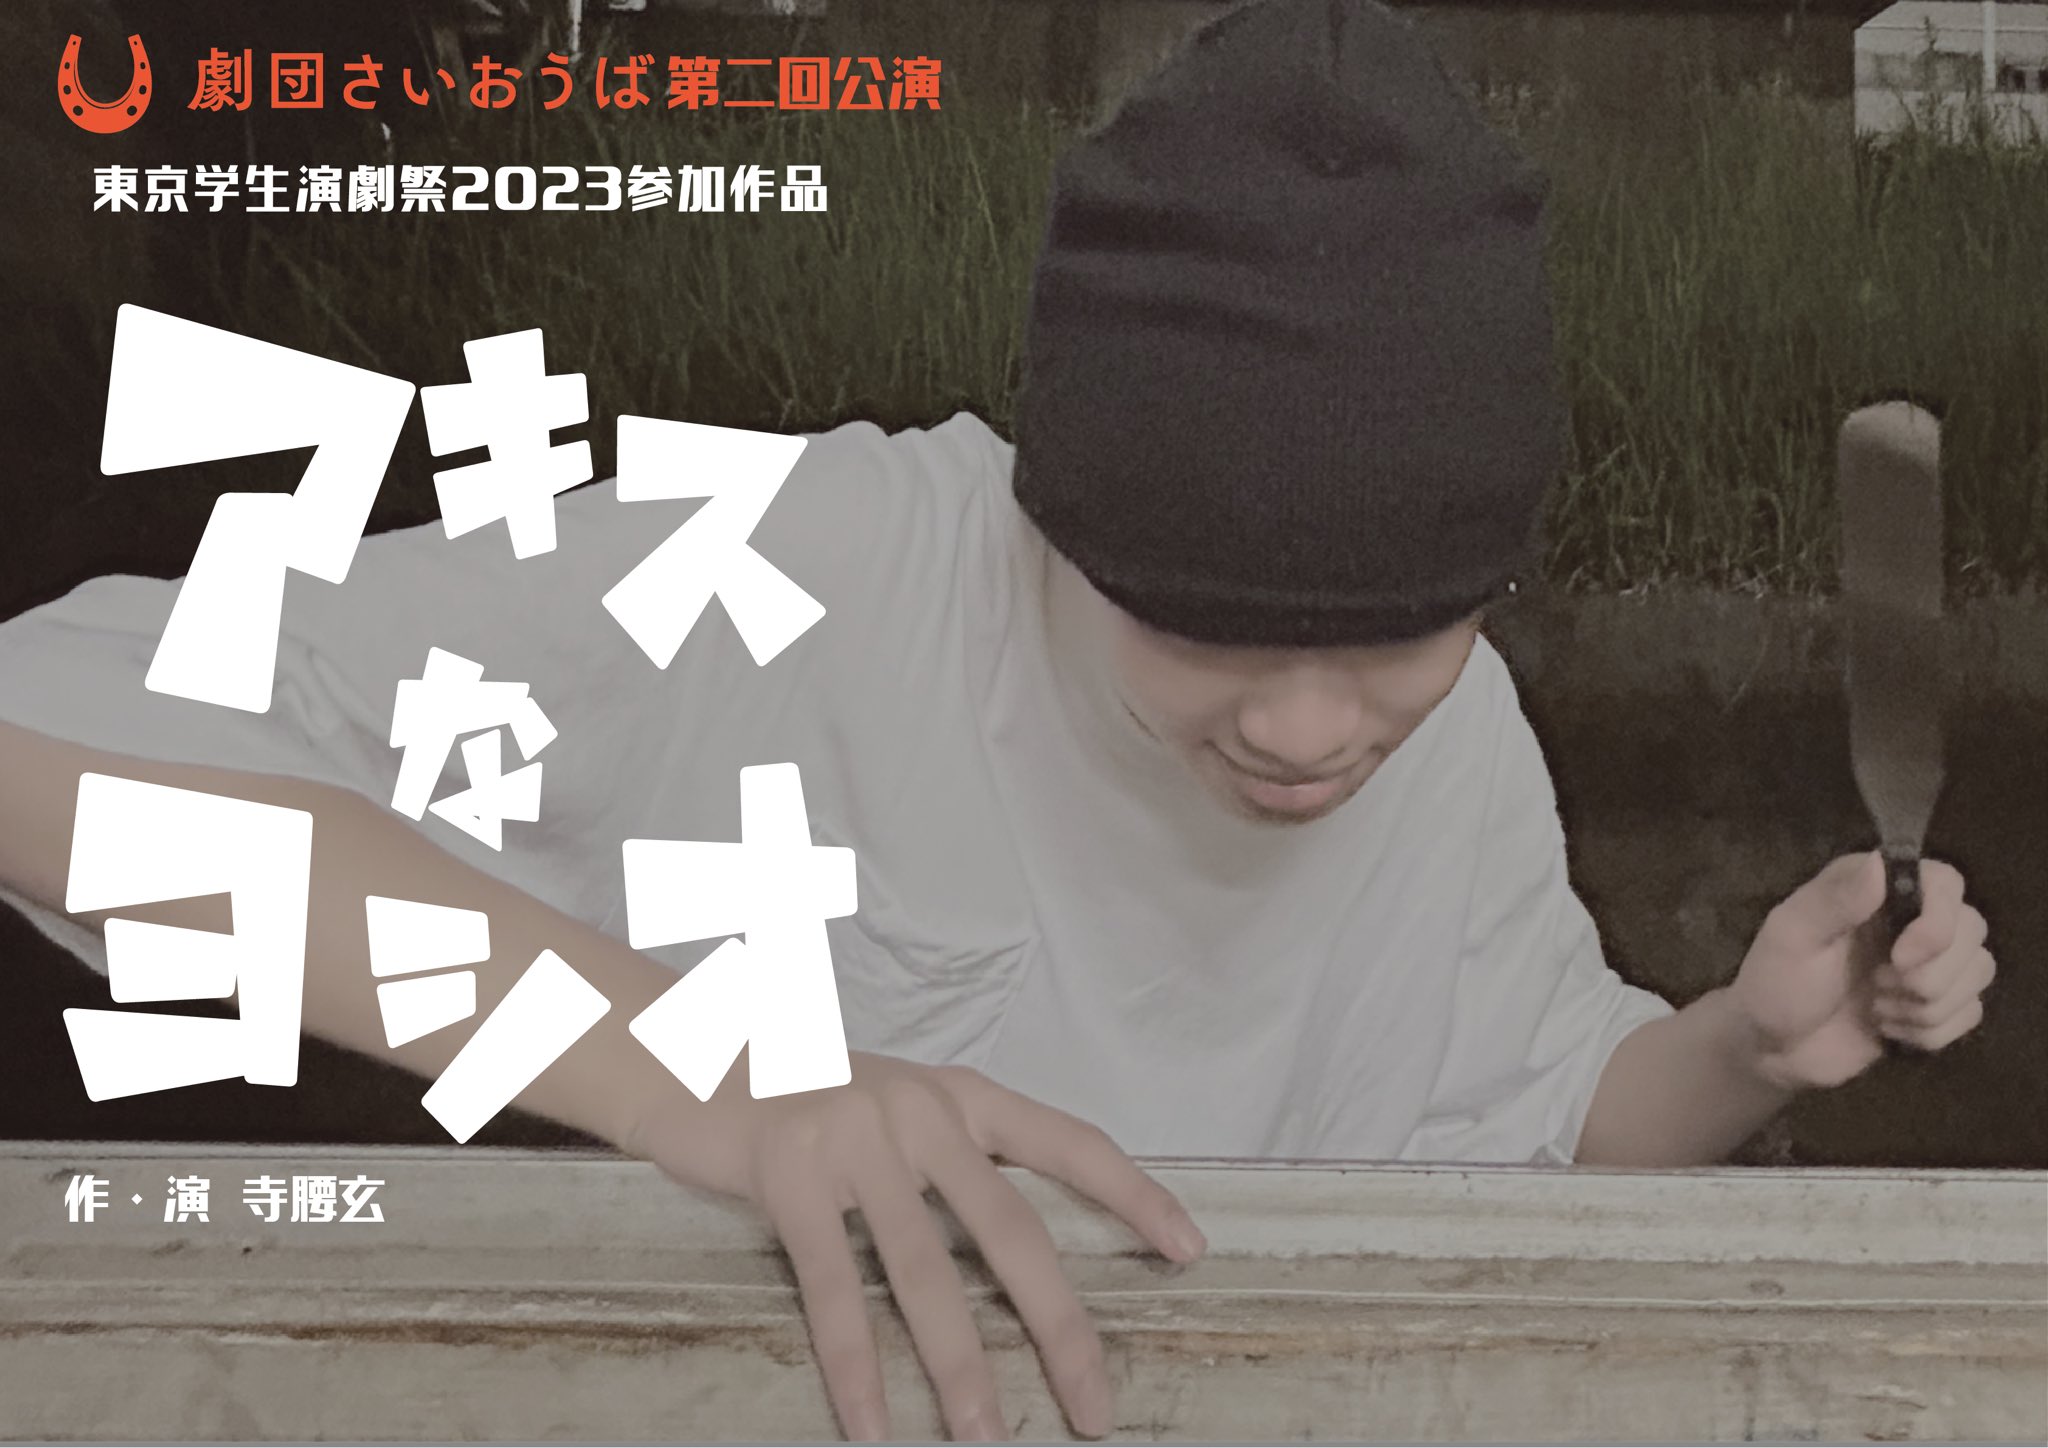 劇団さいおうば第二回公演
東京学生演劇祭2023参加作品
アキス
な
ヨシオ
作・演 寺腰玄